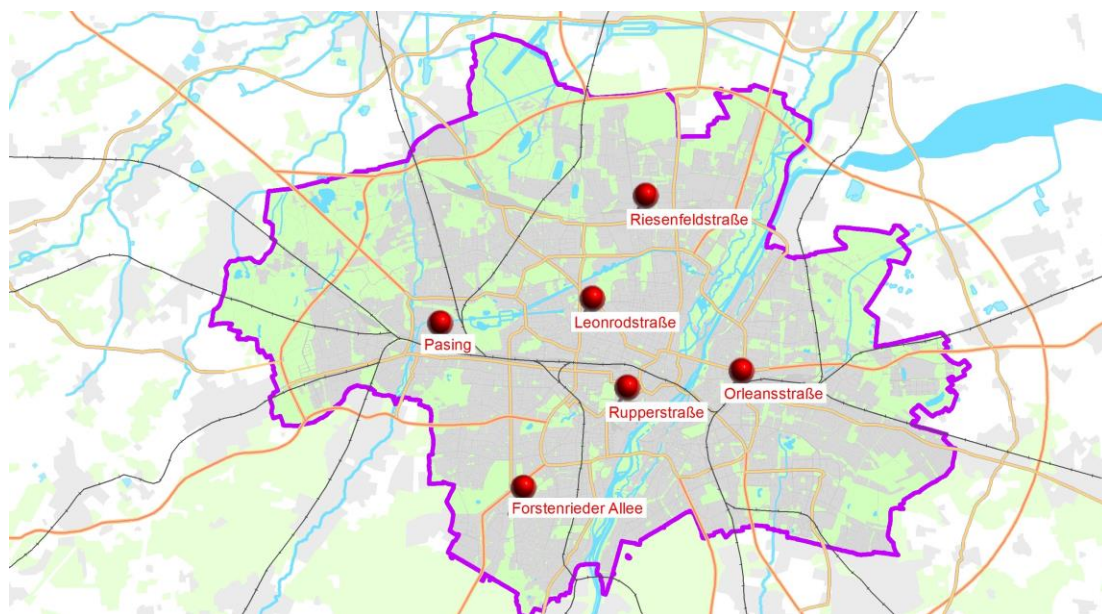 Riesenfeldstraße
Leonrodstraße
Pasing
Orleansstraße
Rupperstraße
Forstenrieder Allee